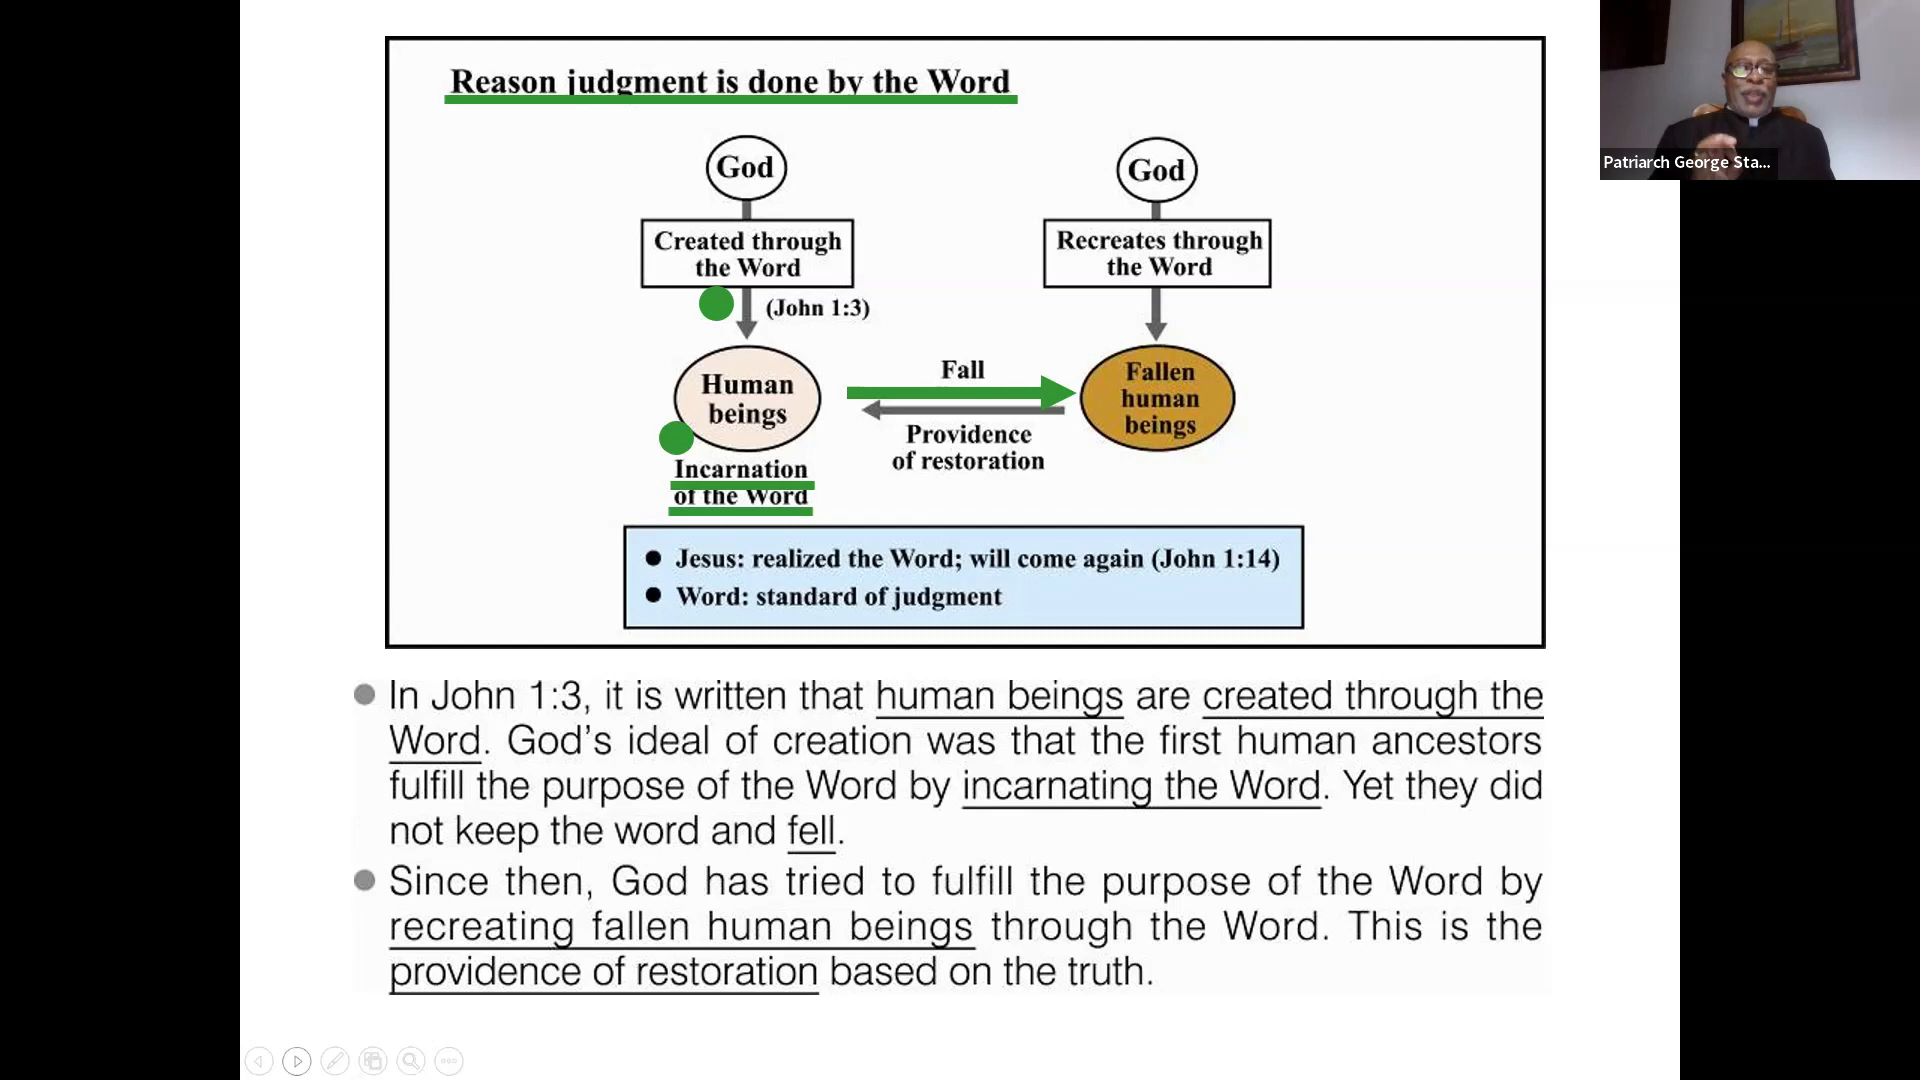 Reason judgment is done by the Word
God
God
Created through
the Word
Recreates through
the Word
(John 1:3)
Human
beings
Fall
Fallen
human
beings
Providence
of restoration
Incarnation
of the Word
● Jesus: realized the Word; will come again (John 1:14)
● Word: standard of judgment
● In John 1:3, it is written that human beings are created through the
Word. God’s ideal of creation was that the first human ancestors
fulfill the purpose of the Word by incarnating the Word. Yet they did
not keep the word and fell.
● Since then, God has tried to fulfill the purpose of the Word by
recreating fallen human beings through the Word. This is the
providence of restoration based on the truth.
Patriarch George Sta...